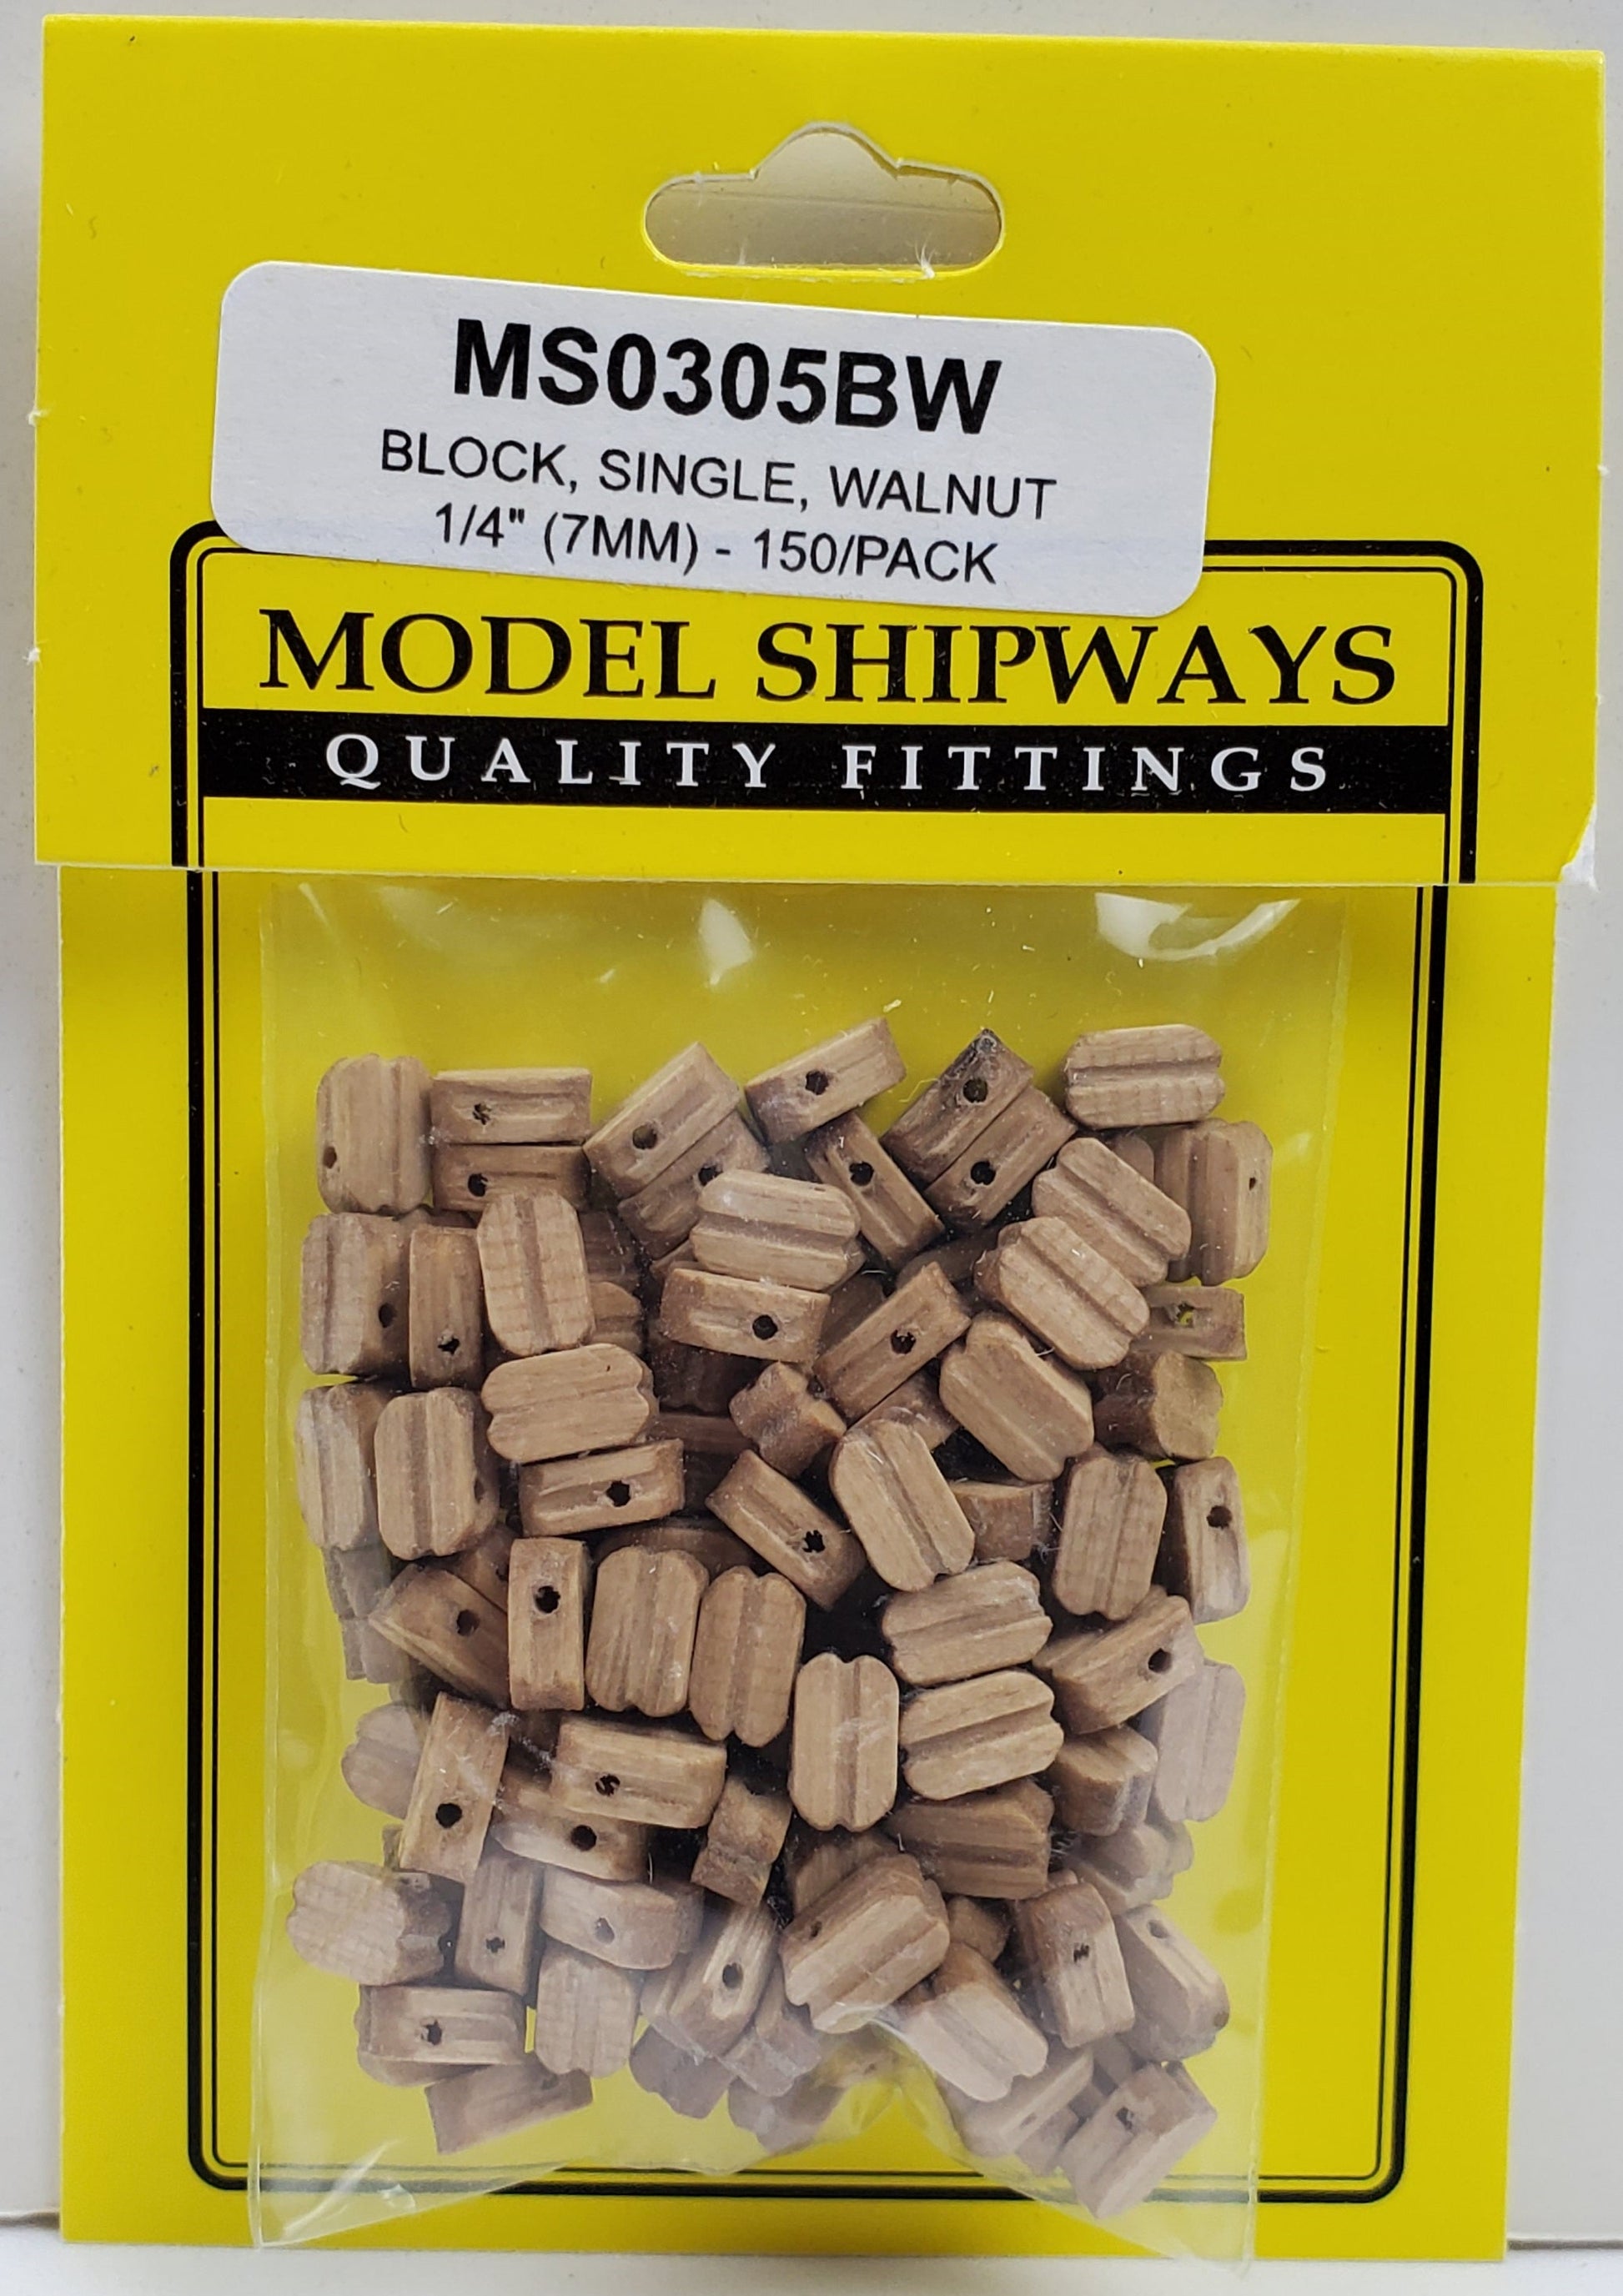 MS0305BW
BLOCK, SINGLE, WALNUT
1/4" (7MM) - 150/PACK
MODEL SHIPWAYS
QUALITY FITTINGS